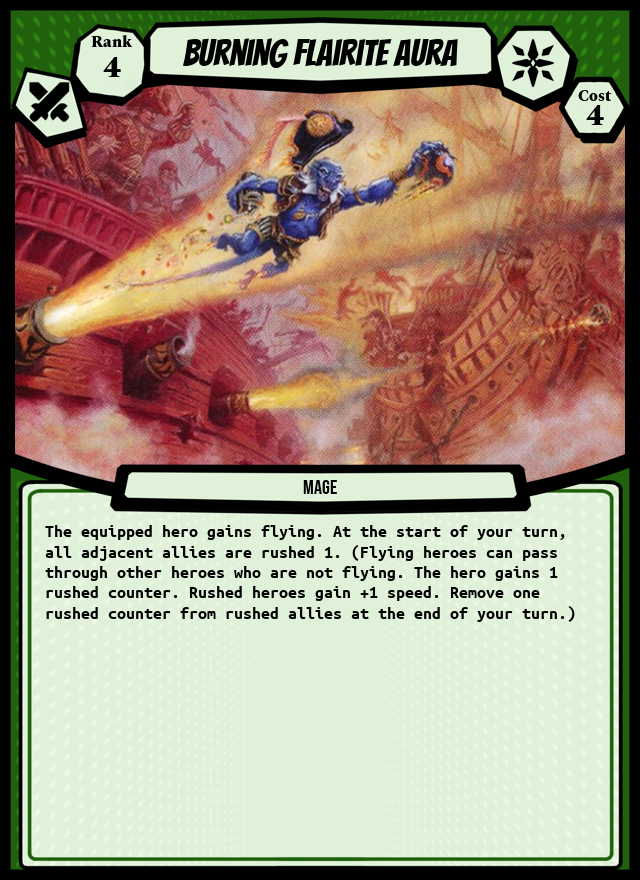 Rank
4
BURNING FLAIRITE AURA
Cost
4
MAGE
The equipped hero gains flying. At the start of your turn,
all adjacent allies are rushed 1. (Flying heroes can pass
through other heroes who are not flying. The hero gains 1
rushed counter. Rushed heroes gain +1 speed. Remove one
rushed counter from rushed allies at the end of your turn.)